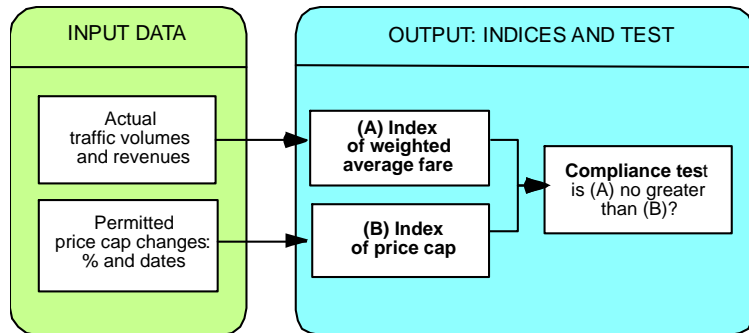 INPUT DATA
Actual
traffic volumes
and revenues
Permitted
price cap changes:
% and dates
OUTPUT: INDICES AND TEST
(A) Index
of weighted
average fare
(B) Index
of price cap
Compliance test
is (A) no greater
than (B)?